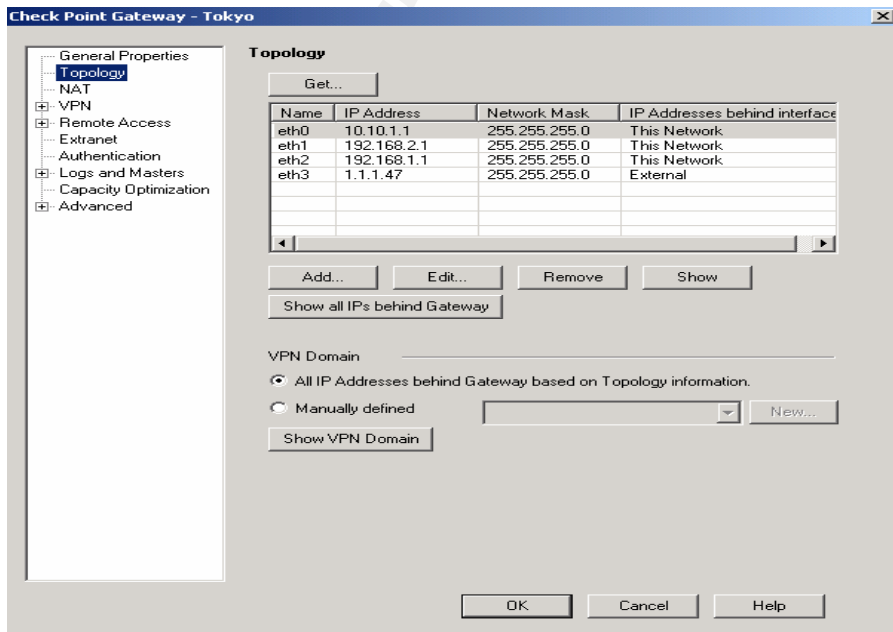 Check Point Gateway - Tokyo
General Properties
Topology
NAT
VPN
Remote Access
Extranet
Authentication
Logs and Masters
Capacity Optimization
Advanced
Topology
Get...
Name IP Address Network Mask IP Addresses behind interface
eth0 10.10.1.1 255.255.255.0 This Network
eth1 192.168.2.1 255.255.255.0 This Network
eth2 192.168.1.1 255.255.255.0 This Network
eth3 1.1.1.47 255.255.255.0 External
Add... Edit... Remove Show
Show all IPs behind Gateway
VPN Domain
All IP Addresses behind Gateway based on Topology information.
Manually defined New...
Show VPN Domain
OK Cancel Help